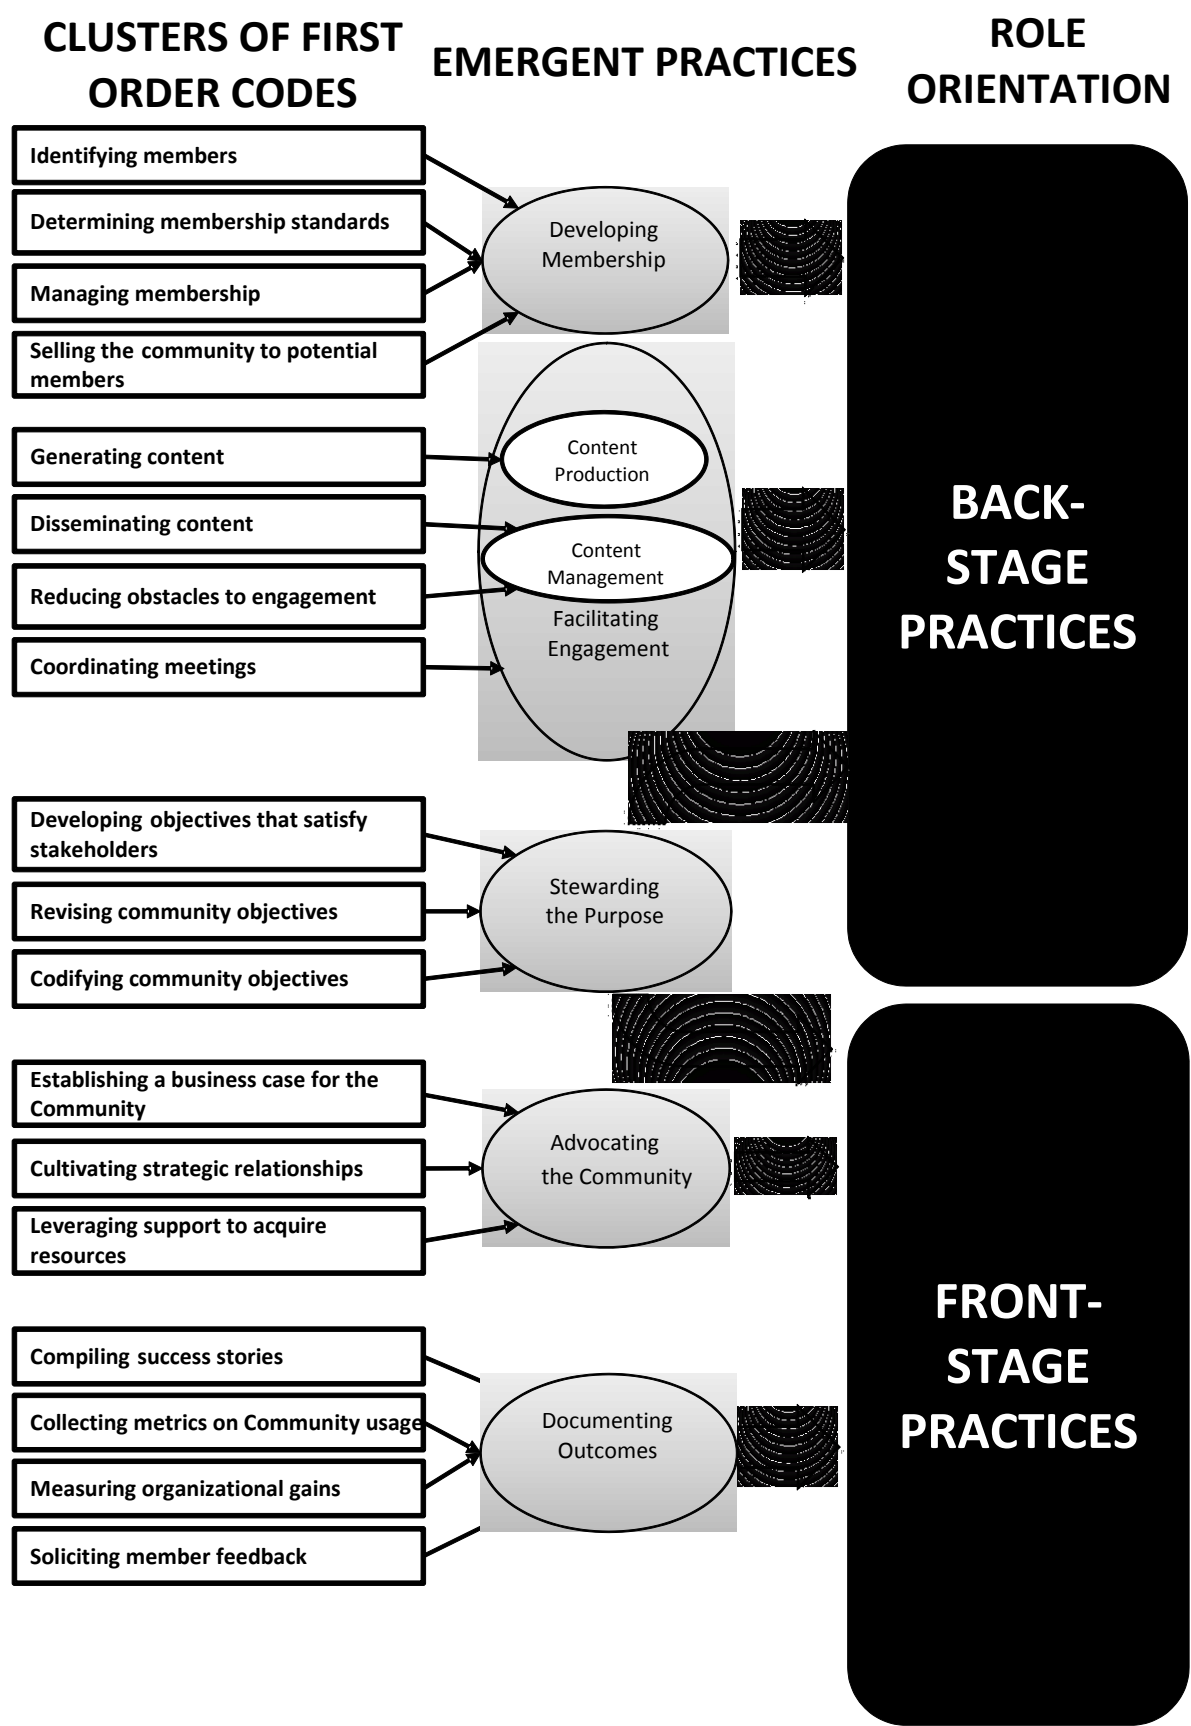 CLUSTERS OF FIRST
ORDER CODES
EMERGENT PRACTICES
ROLE
ORIENTATION
Identifying members
Determining membership standards
Managing membership
Selling the community to potential
members
Developing
Membership
Generating content
Disseminating content
Reducing obstacles to engagement
Coordinating meetings
Content
Production
Content
Management
Facilitating
Engagement
BACK-
STAGE
PRACTICES
Developing objectives that satisfy
stakeholders
Revising community objectives
Codifying community objectives
Stewarding
the Purpose
Establishing a business case for the
Community
Cultivating strategic relationships
Leveraging support to acquire
resources
Advocating
the Community
Compiling success stories
Collecting metrics on Community usage
Measuring organizational gains
Soliciting member feedback
Documenting
Outcomes
FRONT-
STAGE
PRACTICES